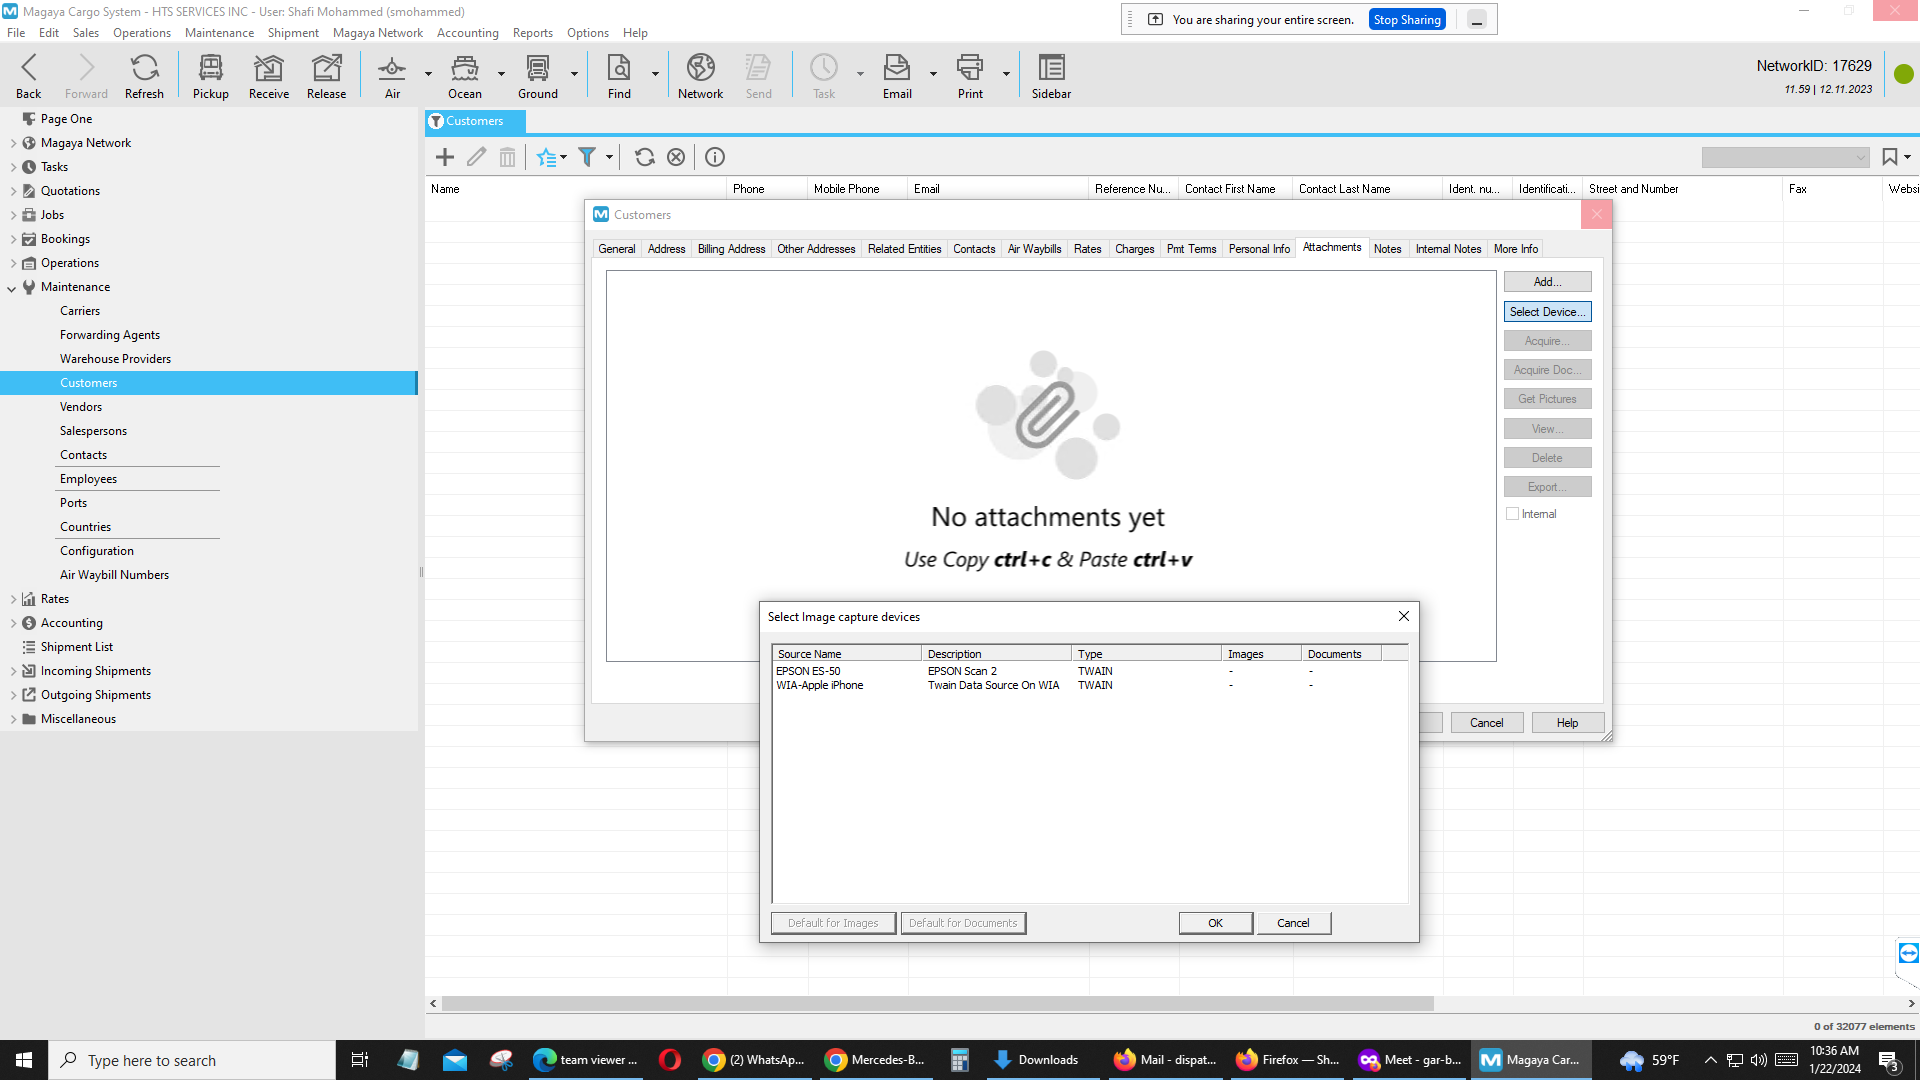 Magaya Cargo System - HTS SERVICES INC - User: Shafi Mohammed (smohammed)
You are sharing your entire screen. Stop Sharing
File Edit Sales Operations Maintenance Shipment Magaya Network Accounting Reports Options Help
Back Forward Refresh Pickup Receive Release Air Ocean Ground Find Network Send Task Email Print Sidebar
NetworkID: 17629
11.59 | 12.11.2023
Page One
Magaya Network
Tasks
Quotations
Jobs
Bookings
Operations
Maintenance
Carriers
Forwarding Agents
Warehouse Providers
Customers
Vendors
Salespersons
Contacts
Employees
Ports
Countries
Configuration
Air Waybill Numbers
Rates
Accounting
Shipment List
Incoming Shipments
Outgoing Shipments
Miscellaneous
Customers
Name Phone Mobile Phone Email Reference Nu... Contact First Name Contact Last Name Ident. nu... Identificati... Street and Number Fax Websi
Customers
General Address Billing Address Other Addresses Related Entities Contacts Air Waybills Rates Charges Pmt Terms Personal Info Attachments Notes Internal Notes More Info
Add...
Select Device...
Acquire...
Acquire Doc...
Get Pictures
View...
Delete
Export...
Internal
No attachments yet
Use Copy ctrl+c & Paste ctrl+v
Cancel Help
Select Image capture devices
Source Name Description Type Images Documents
EPSON ES-50 EPSON Scan 2 TWAIN - -
WIA-Apple iPhone Twain Data Source On WIA TWAIN - -
Default for Images Default for Documents OK Cancel
0 of 32077 elements
Type here to search
team viewer ...
(2) WhatsAp...
Mercedes-B...
Downloads
Mail - dispat...
Firefox — Sh...
Meet - gar-b...
Magaya Car...
59°F
10:36 AM
1/22/2024
3